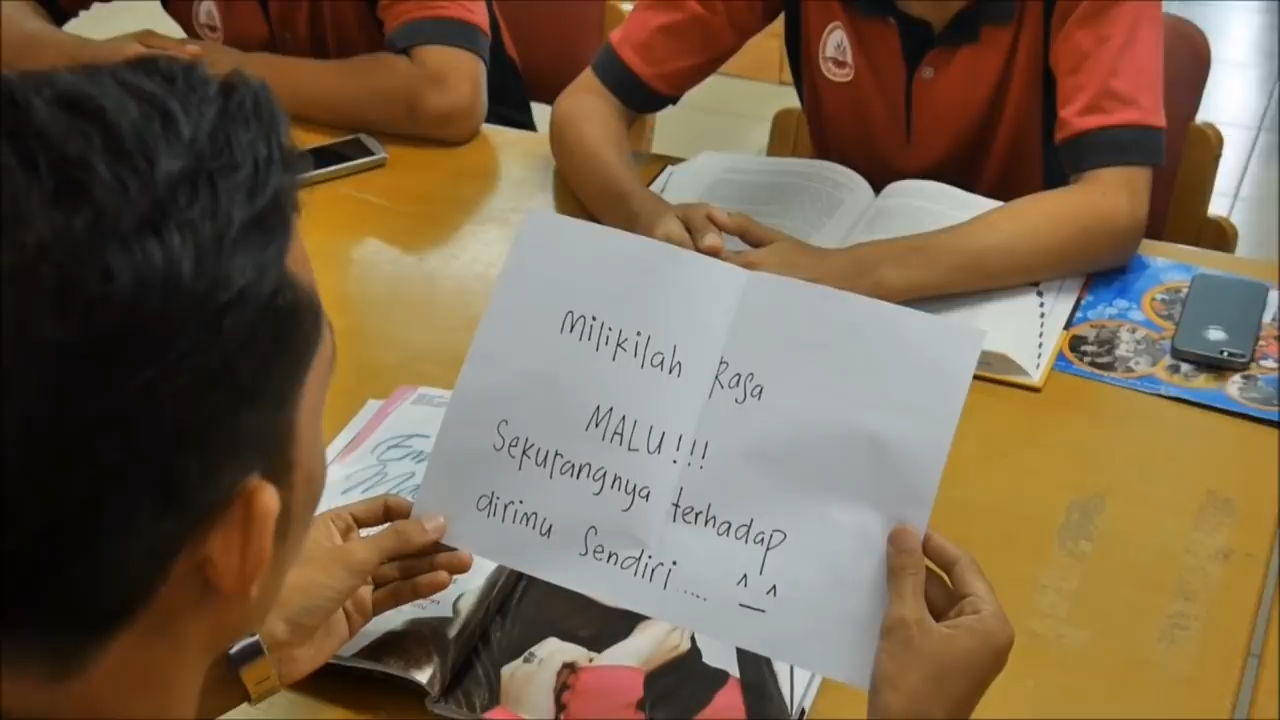 Milikilah Rasa
MALU!!!
Sekurangnya terhadap
dirimu Sendiri..... ^_^